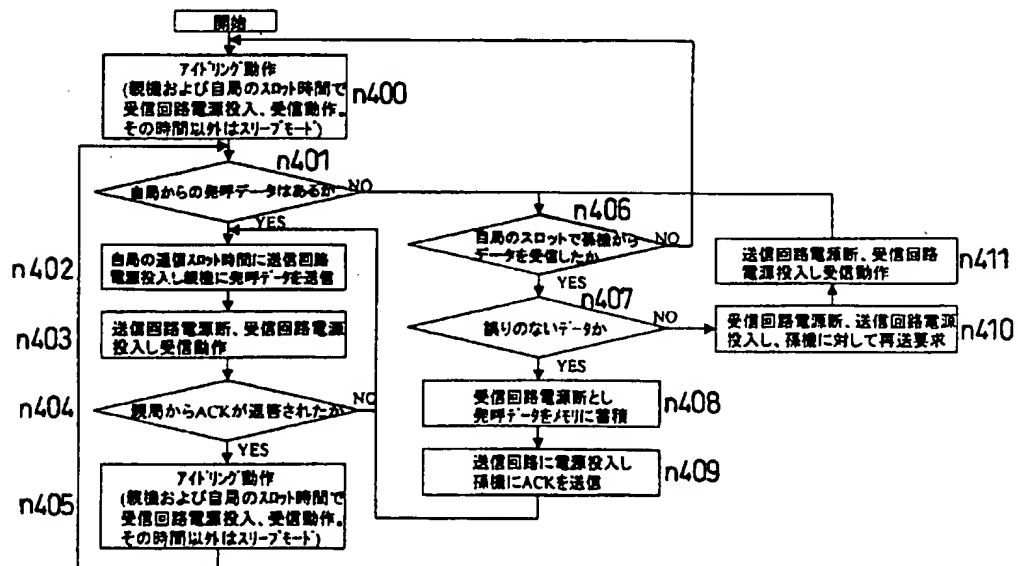 開始
アイドリング動作
(親機および自局のスロット時間で
受信回路電源投入、受信動作。
その時間以外はスリープモード)
n400
n401
自局からの発呼データはあるか
NO
YES
n402
自局の通信スロット時間に送信回路
電源投入し親機に発呼データを送信
n403
送信回路電源断、受信回路電源
投入し受信動作
n404
親局からACKが返答されたか
NO
YES
n405
アイドリング動作
(親機および自局のスロット時間で
受信回路電源投入、受信動作。
その時間以外はスリープモード)
n406
自局のスロットで孫機から
データを受信したか
NO
YES
n407
誤りのないデータか
NO
YES
受信回路電源断とし
発呼データをメモリに蓄積
n408
送信回路に電源投入し
孫機にACKを送信
n409
受信回路電源断、送信回路電源
投入し、孫機に対して再送要求
n410
送信回路電源断、受信回路
電源投入し受信動作
n411